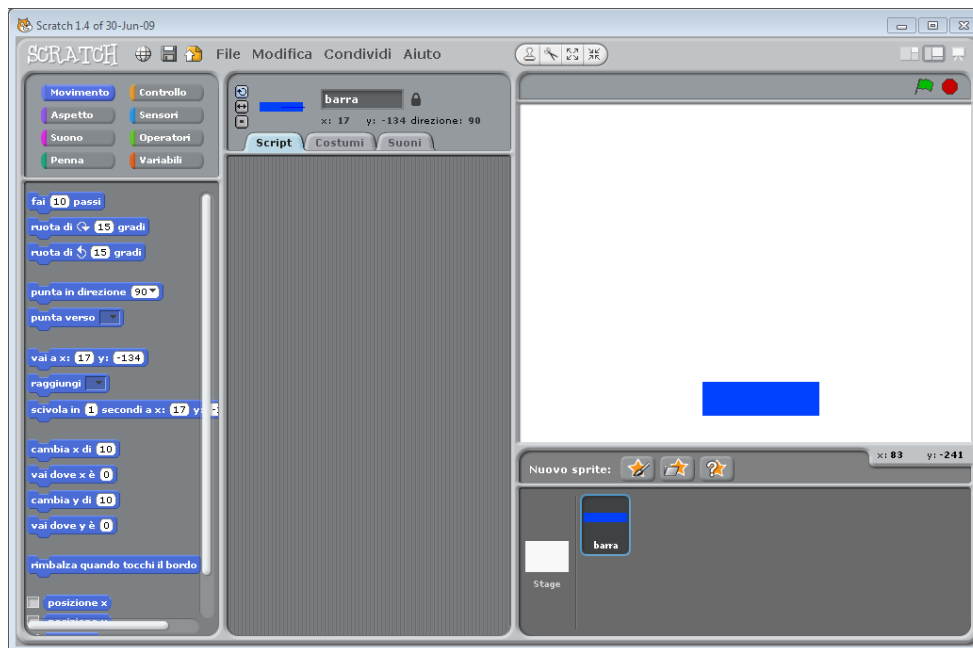 Scratch 1.4 of 30-Jun-09
SCRATCH File Modifica Condividi Aiuto
Movimento Controllo
Aspetto Sensori
Suono Operatori
Penna Variabili
barra
x: 17 y: -134 direzione: 90
Script Costumi Suoni
fai 10 passi
ruota di 15 gradi
ruota di 15 gradi
punta in direzione 90
punta verso
vai a x: 17 y: -134
raggiungi
scivola in 1 secondi a x: 17 y:
cambia x di 10
vai dove x è 0
cambia y di 10
vai dove y è 0
rimbalza quando tocchi il bordo
posizione x
x: 83 y: -241
Nuovo sprite:
barra
Stage